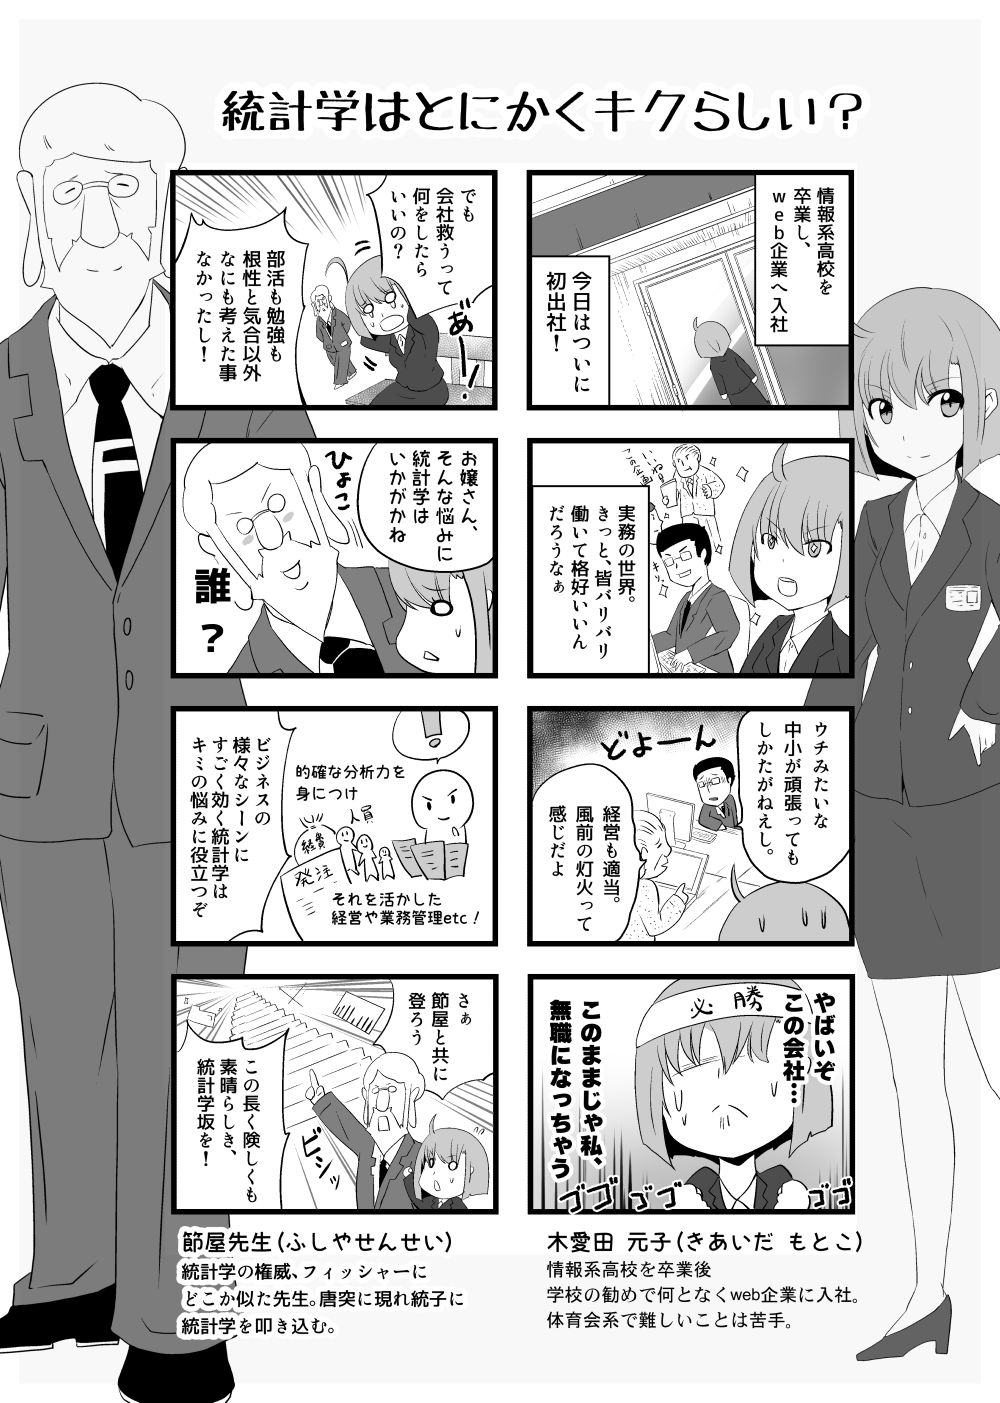 統計学はとにかくキクらしい？
情報系高校を
卒業し、
web企業へ入社
今日はついに
初出社！
いいね
この企画
キリッ
実務の世界。
きっと、皆バリバリ
働いて格好いいん
だろうなぁ
ウチみたいな
中小が頑張っても
しかたがねえし。
どよーん
経営も適当。
風前の灯火って
感じだよ
やばいぞ
この会社…
必勝
このままじゃ私、
無職になっちゃう
ゴゴゴゴ
ゴゴ
でも
会社救うって
何をしたら
いいの？
あ゛ー！
部活も勉強も
根性と気合以外
なにも考えた事
なかったし！
お嬢さん、
そんな悩みに
統計学は
いかがかね
ひょこ
誰？
！
的確な分析力を
身につけ
人員
経費
発注
それを活かした
経営や業務管理etc！
ビジネスの
様々なシーンに
すごく効く統計学は
キミの悩みに役立つぞ
さぁ
節屋と共に
登ろう
この長く険しくも
素晴らしき、
統計学坂を！
ビシッ
木愛田 元子(きあいだ もとこ)
情報系高校を卒業後
学校の勧めで何となくweb企業に入社。
体育会系で難しいことは苦手。
節屋先生(ふしやせんせい)
統計学の権威、フィッシャーに
どこか似た先生。唐突に現れ統子に
統計学を叩き込む。